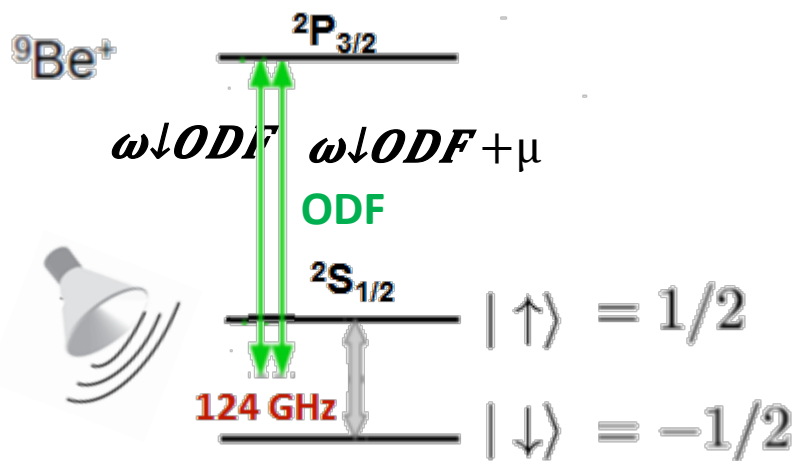 ²P₃/₂
⁹Be⁺
ω↓ODF ω↓ODF+μ
ODF
²S₁/₂
|↑⟩ = 1/2
124 GHz
|↓⟩ = −1/2